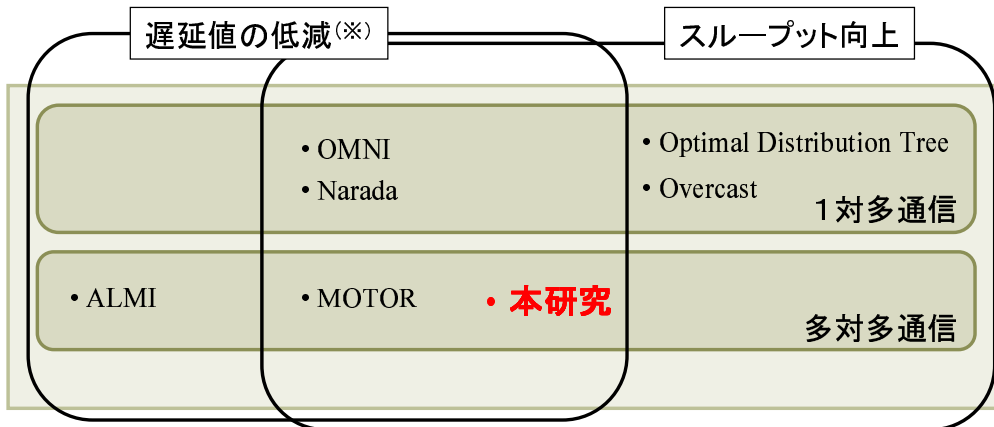 遅延値の低減(※)
スループット向上
• OMNI
• Narada
• Optimal Distribution Tree
• Overcast
１対多通信
• ALMI
• MOTOR
• 本研究
多対多通信